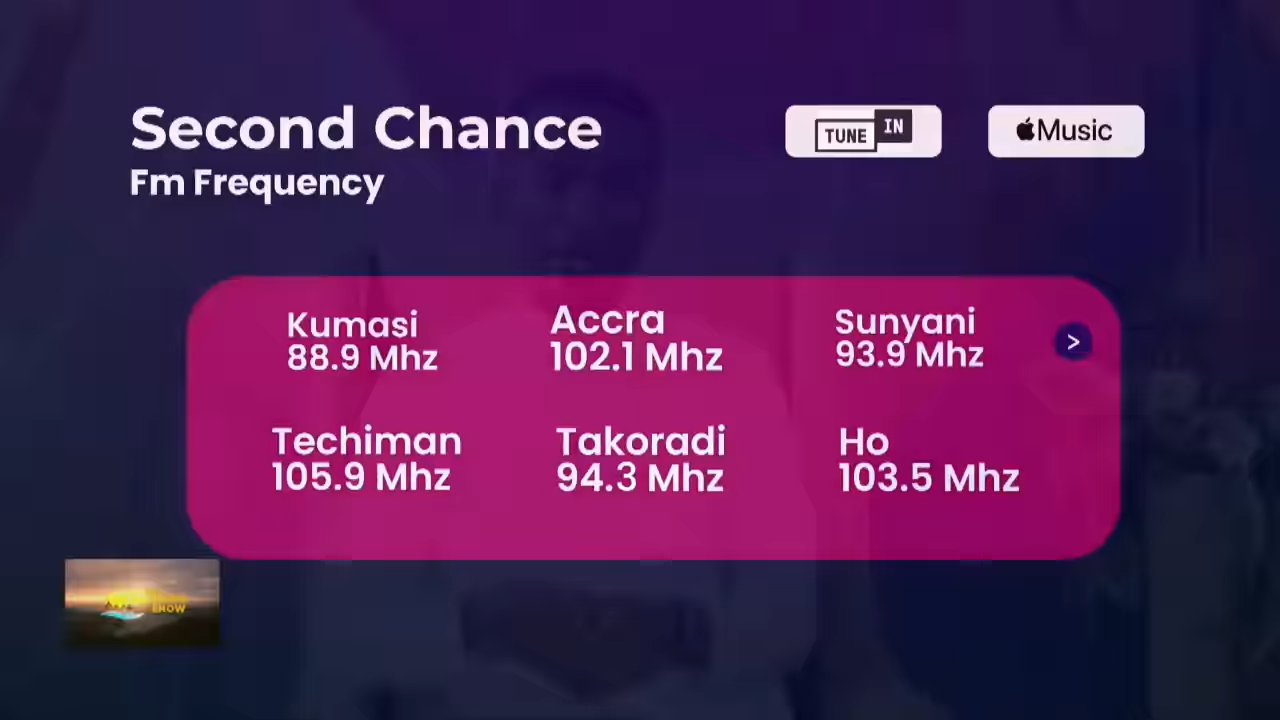 Second Chance
Fm Frequency
TUNE IN
Music
Kumasi
88.9 Mhz
Accra
102.1 Mhz
Sunyani
93.9 Mhz
>
Techiman
105.9 Mhz
Takoradi
94.3 Mhz
Ho
103.5 Mhz
SHOW